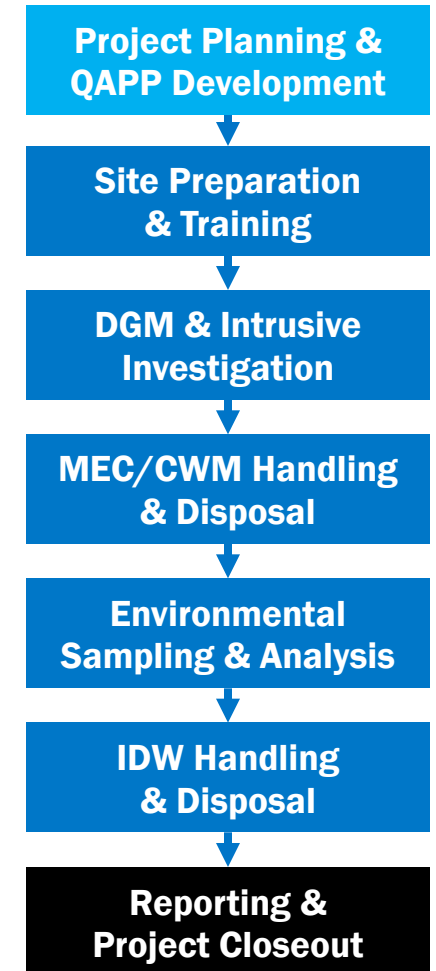 Project Planning &
QAPP Development
Site Preparation
& Training
DGM & Intrusive
Investigation
MEC/CWM Handling
& Disposal
Environmental
Sampling & Analysis
IDW Handling
& Disposal
Reporting &
Project Closeout